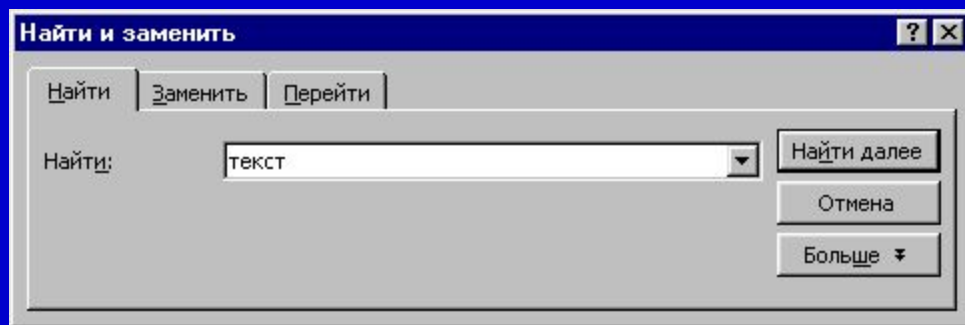 Найти и заменить
Найти Заменить Перейти
Найти: текст Найти далее
Отмена
Больше